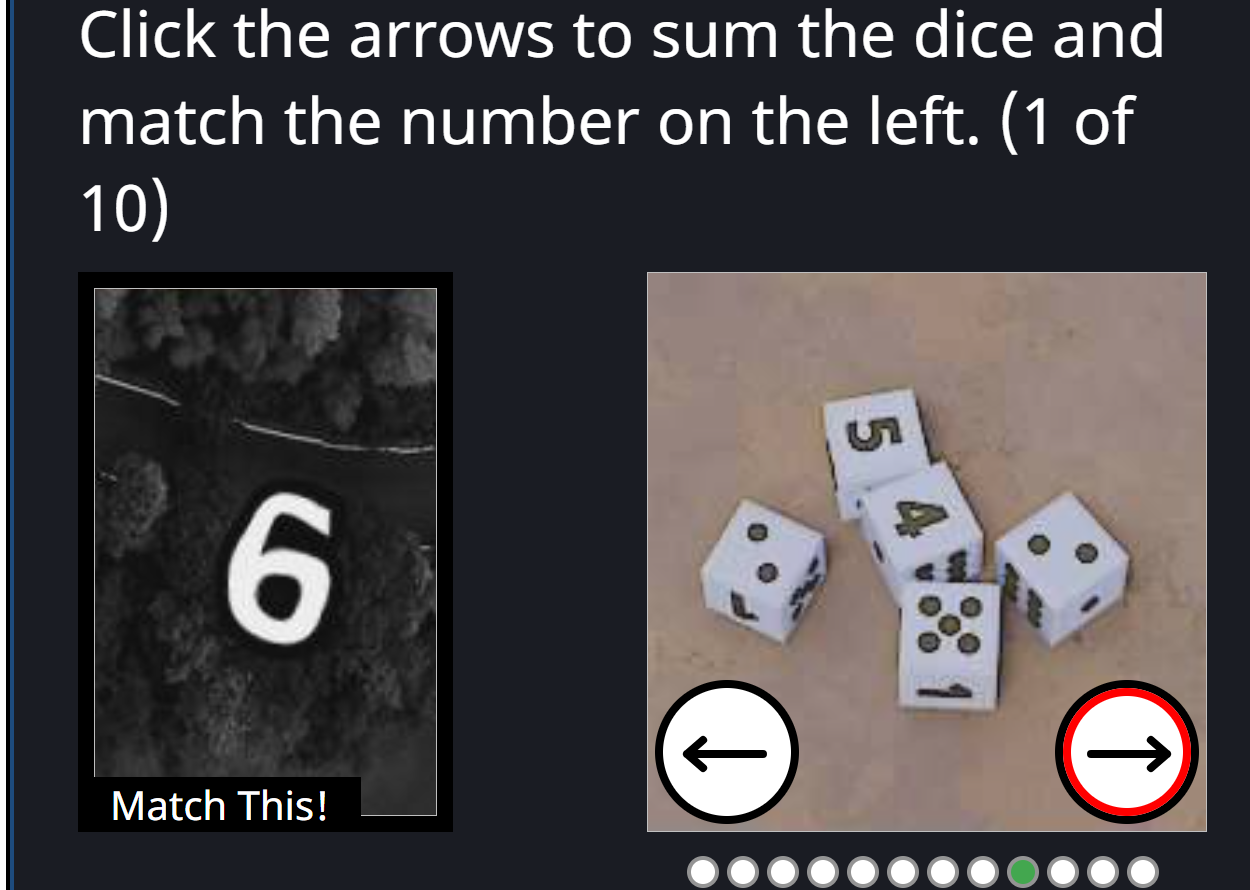 Click the arrows to sum the dice and
match the number on the left. (1 of
10)
6
Match This!
5
4